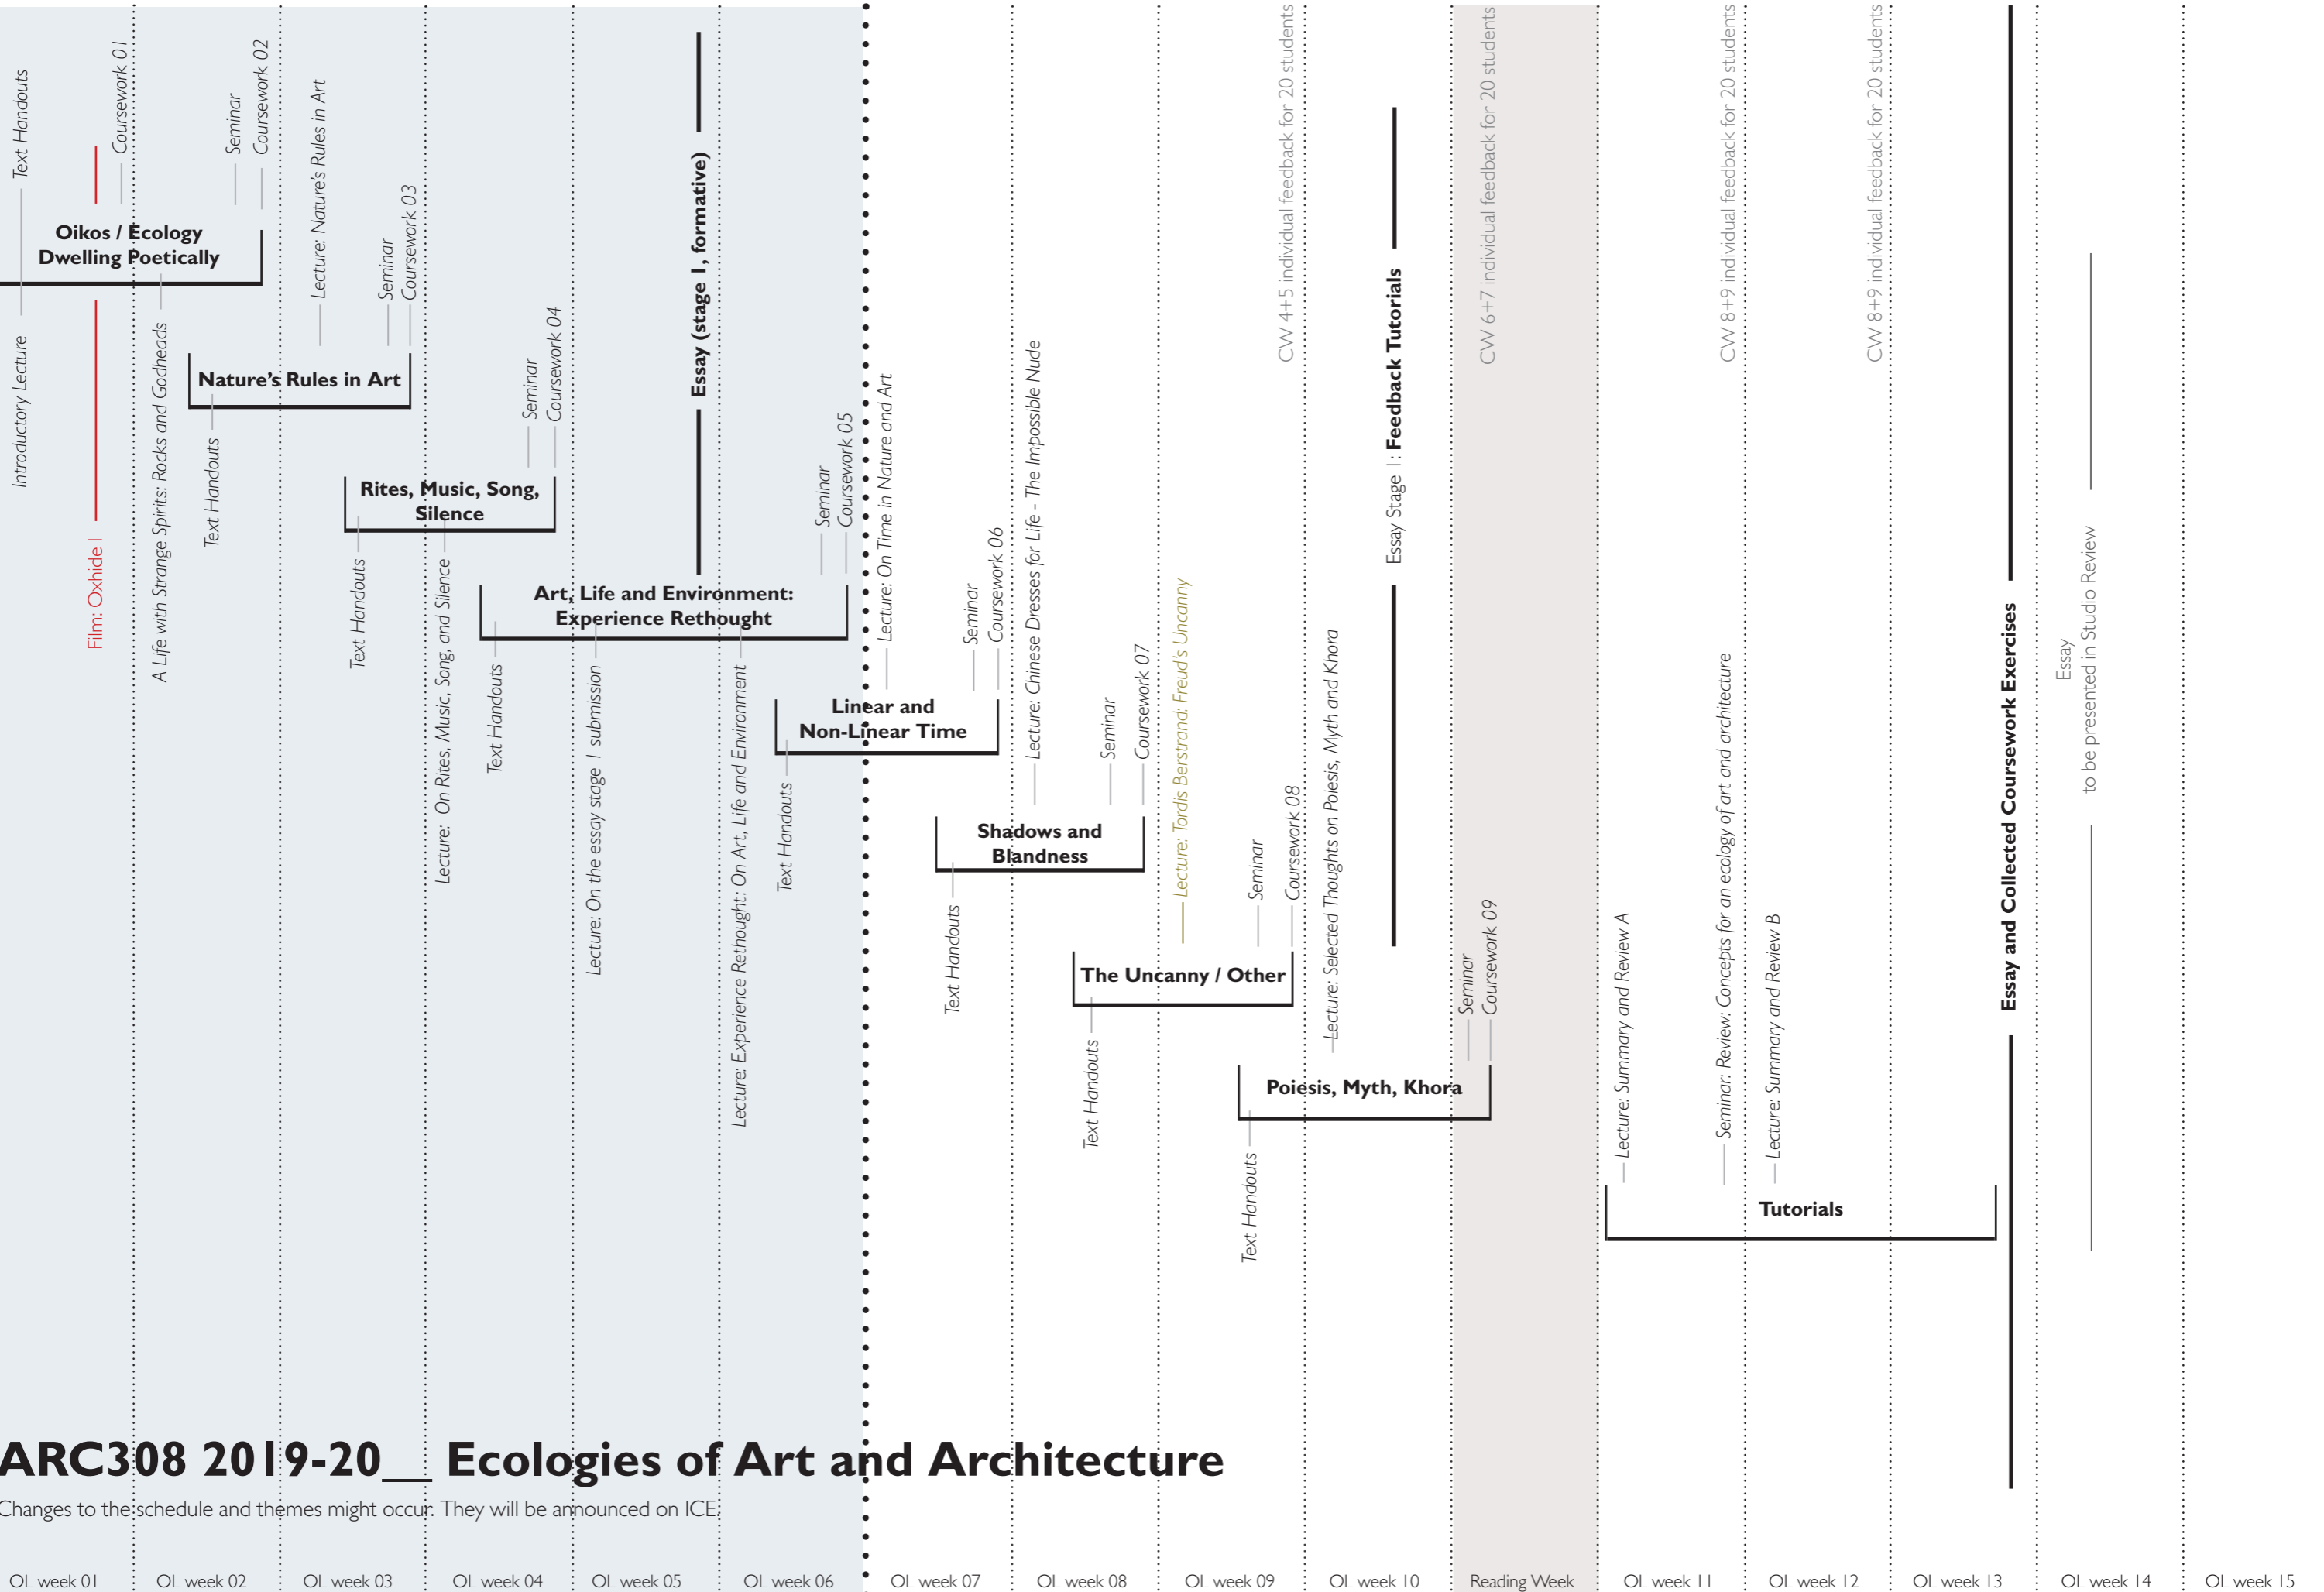 Text Handouts
Introductory Lecture
Film: Oxhide I
Coursework 01
Oikos / Ecology
Dwelling Poetically
A Life with Strange Spirits: Rocks and Godheads
Seminar
Coursework 02
Text Handouts
Nature's Rules in Art
Lecture: Nature's Rules in Art
Seminar
Coursework 03
Text Handouts
Rites, Music, Song,
Silence
Lecture:  On Rites, Music, Song, and Silence
Seminar
Coursework 04
Text Handouts
Art, Life and Environment:
Experience Rethought
Lecture: On the essay stage 1 submission
Essay (stage 1, formative)
Lecture: Experience Rethought: On Art, Life and Environment
Seminar
Coursework 05
Text Handouts
Linear and
Non-Linear Time
Lecture: On Time in Nature and Art
Seminar
Coursework 06
Text Handouts
Shadows and
Blandness
Lecture: Chinese Dresses for Life - The Impossible Nude
Seminar
Coursework 07
Text Handouts
The Uncanny / Other
Lecture: Tordis Berstrand: Freud's Uncanny
Seminar
Coursework 08
CW 4+5 individual feedback for 20 students
Text Handouts
Poiesis, Myth, Khora
Lecture: Selected Thoughts on Poiesis, Myth and Khora
Essay Stage 1: Feedback Tutorials
Seminar
Coursework 09
CW 6+7 individual feedback for 20 students
Lecture: Summary and Review A
Seminar: Review: Concepts for an ecology of art and architecture
CW 8+9 individual feedback for 20 students
Lecture: Summary and Review B
Tutorials
CW 8+9 individual feedback for 20 students
Essay and Collected Coursework Exercises
Essay
to be presented in Studio Review
ARC308 2019-20__ Ecologies of Art and Architecture
Changes to the schedule and themes might occur. They will be announced on ICE.
OL week 01
OL week 02
OL week 03
OL week 04
OL week 05
OL week 06
OL week 07
OL week 08
OL week 09
OL week 10
Reading Week
OL week 11
OL week 12
OL week 13
OL week 14
OL week 15